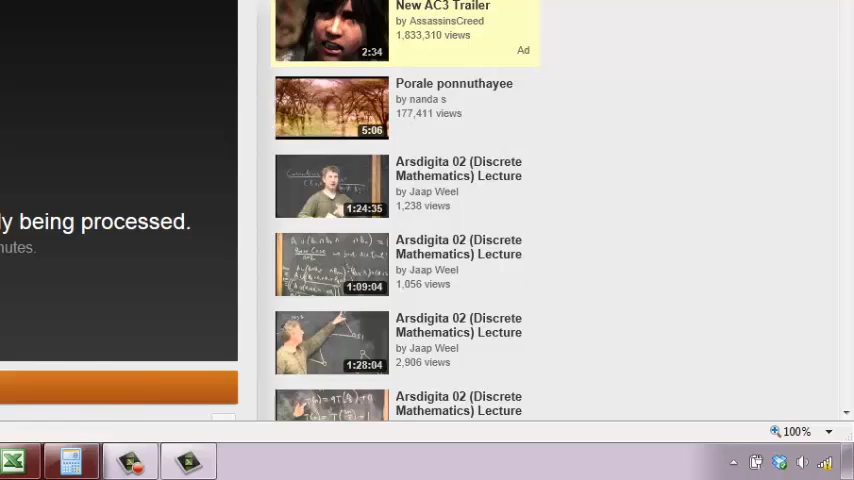 New AC3 Trailer
by AssassinsCreed
1,833,310 views
2:34
Ad
Porale ponnuthayee
by nanda s
177,411 views
5:06
Arsdigita 02 (Discrete
Mathematics) Lecture
by Jaap Weel
1,238 views
1:24:35
ly being processed.
nutes.
Arsdigita 02 (Discrete
Mathematics) Lecture
by Jaap Weel
1,056 views
1:09:04
Arsdigita 02 (Discrete
Mathematics) Lecture
by Jaap Weel
2,906 views
1:28:04
Arsdigita 02 (Discrete
Mathematics) Lecture
100%